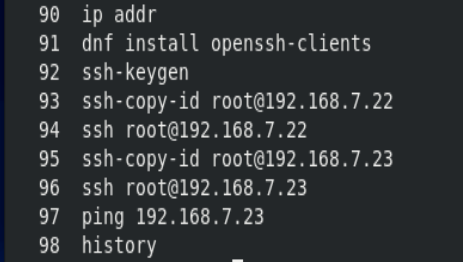 90 ip addr
91 dnf install openssh-clients
92 ssh-keygen
93 ssh-copy-id root@192.168.7.22
94 ssh root@192.168.7.22
95 ssh-copy-id root@192.168.7.23
96 ssh root@192.168.7.23
97 ping 192.168.7.23
98 history